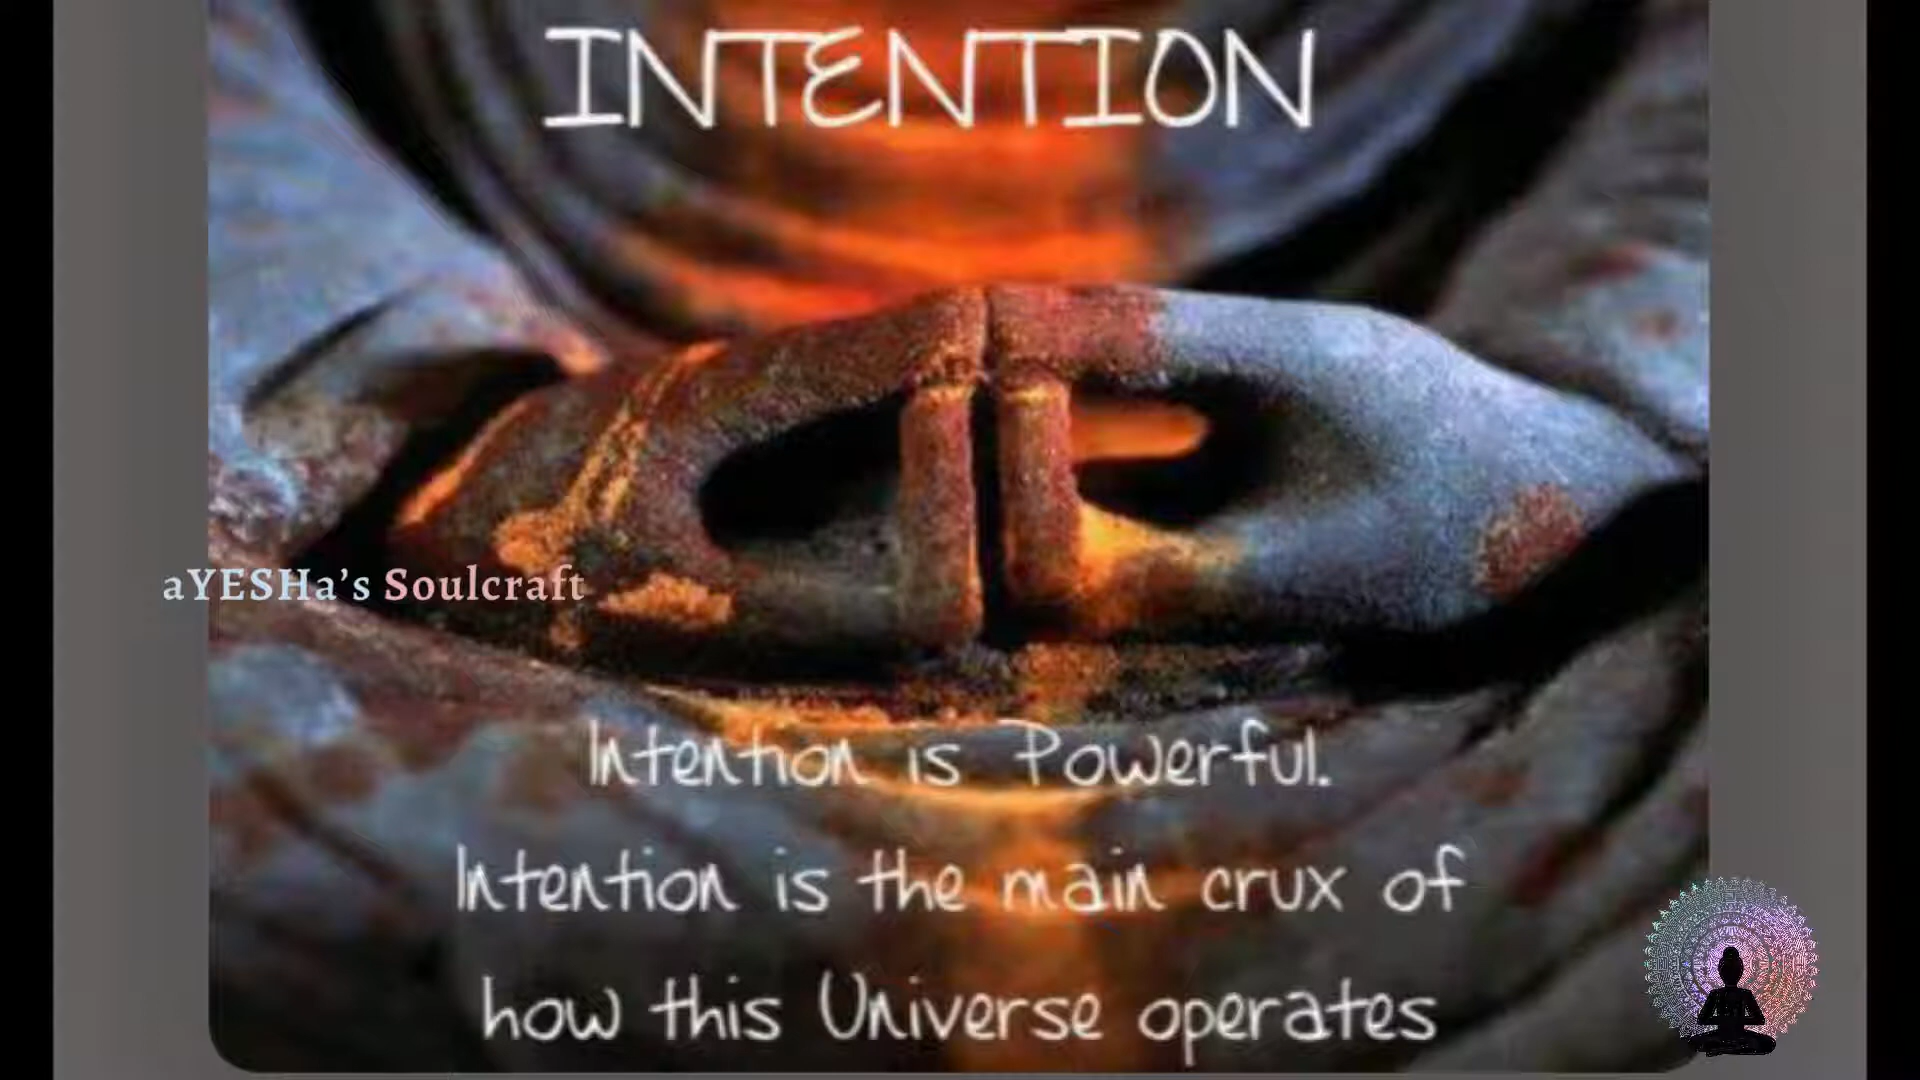 INTENTION
aYESHa's Soulcraft
Intention is Powerful.
Intention is the main crux of
how this Universe operates